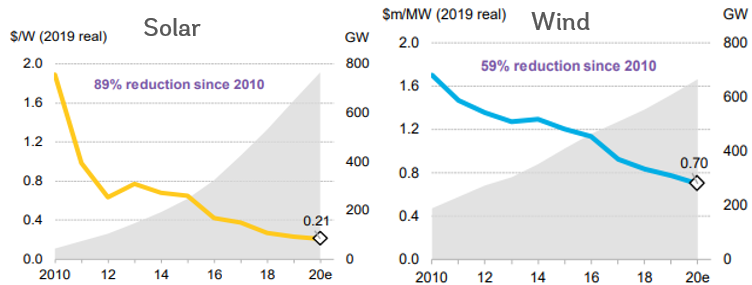 Solar
$/W (2019 real)
GW
2.0
800
89% reduction since 2010
1.6
600
1.2
400
0.8
0.21
200
0.4
0.0
0
2010 12 14 16 18 20e
Wind
$m/MW (2019 real)
GW
2.0
800
59% reduction since 2010
1.6
600
1.2
400
0.70
0.8
200
0.4
0.0
0
2010 12 14 16 18 20e